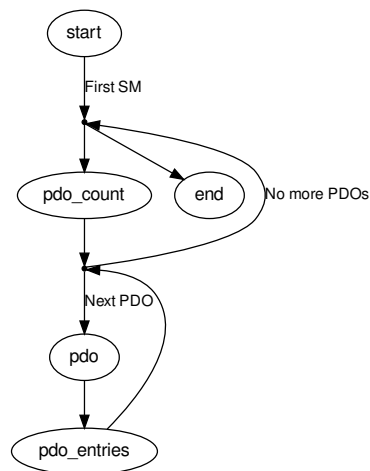 start
First SM
pdo_count
end
No more PDOs
Next PDO
pdo
pdo_entries